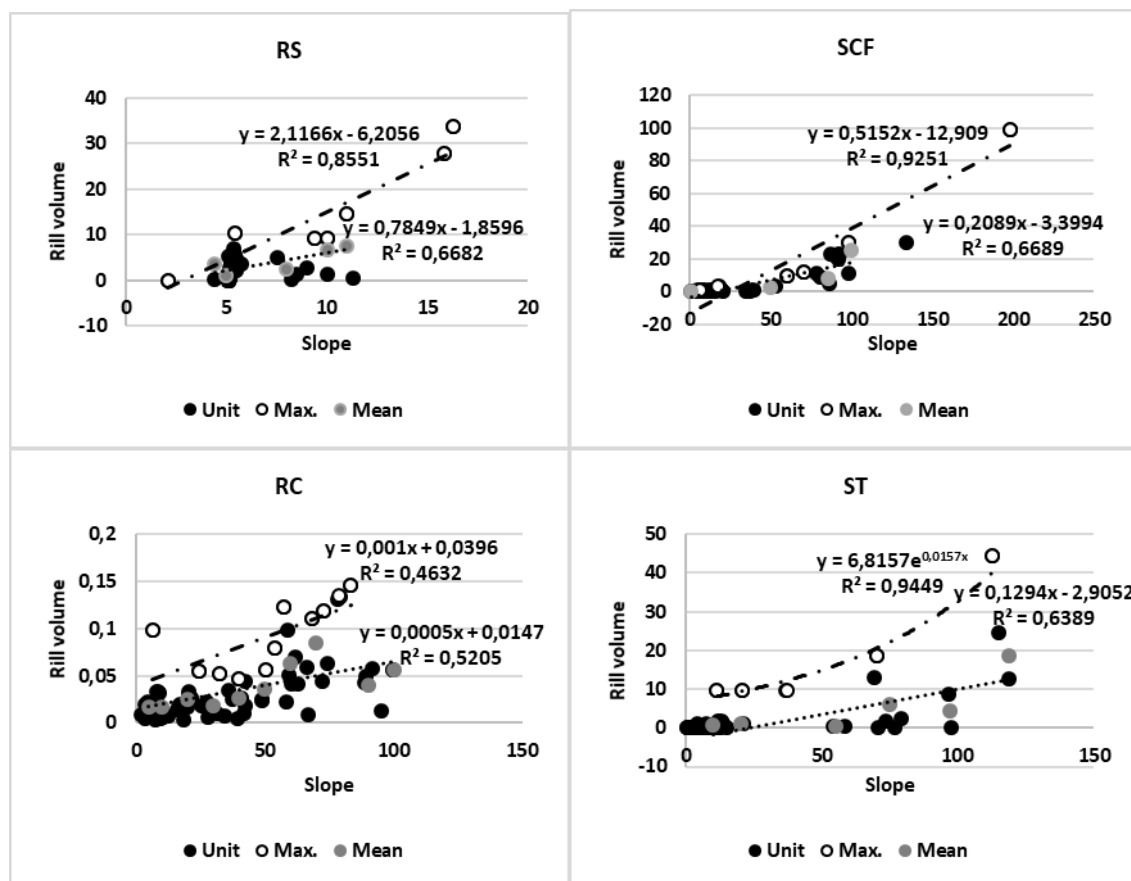 RS
40
30
20
10
0
-10
0
5
10
15
20
Rill volume
Slope
y = 2,1166x - 6,2056
R² = 0,8551
y = 0,7849x - 1,8596
R² = 0,6682
Unit Max. Mean
SCF
120
100
80
60
40
20
0
-20
0
50
100
150
200
250
Rill volume
Slope
y = 0,5152x - 12,909
R² = 0,9251
y = 0,2089x - 3,3994
R² = 0,6689
Unit Max. Mean
RC
0,2
0,15
0,1
0,05
0
0
50
100
150
Rill volume
Slope
y = 0,001x + 0,0396
R² = 0,4632
y = 0,0005x + 0,0147
R² = 0,5205
Unit Max. Mean
ST
50
40
30
20
10
0
-10
0
50
100
150
Rill volume
Slope
y = 6,8157e^0,0157x
R² = 0,9449
y = 0,1294x - 2,9052
R² = 0,6389
Unit Max. Mean